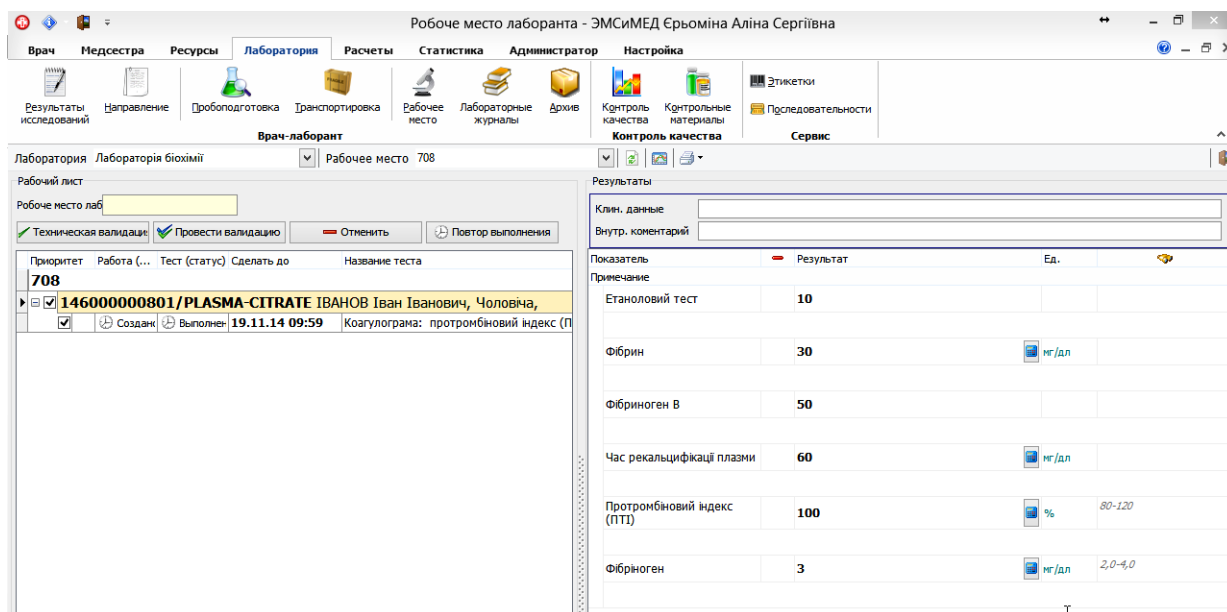 Робоче место лаборанта - ЭМСиМЕД Єрьоміна Аліна Сергіївна
Врач Медсестра Ресурсы Лаборатория Расчеты Статистика Администратор Настройка
Результаты исследований Направление Пробоподготовка Транспортировка Рабочее место Лабораторные журналы Архив Контроль качества Контрольные материалы Этикетки
Последовательности
Врач-лаборант Контроль качества Сервис
Лаборатория Лабораторія біохімії Рабочее место 708
Рабочий лист
Робоче место лаб
Техническая валидаци Провести валидацию Отменить Повтор выполнения
Приоритет Работа (... Тест (статус) Сделать до Название теста
708
146000000801/PLASMA-CITRATE ІВАНОВ Іван Іванович, Чоловіча,
Создано Выполнен 19.11.14 09:59 Коагулограма: протромбіновий індекс (П
Результаты
Клин. данные
Внутр. коментарий
Показатель Результат Ед.
Примечание
Етаноловий тест 10
Фібрин 30 мг/дл
Фібриноген В 50
Час рекальцифікації плазми 60 мг/дл
Протромбіновий індекс (ПТІ) 100 % 80-120
Фібріноген 3 мг/дл 2,0-4,0